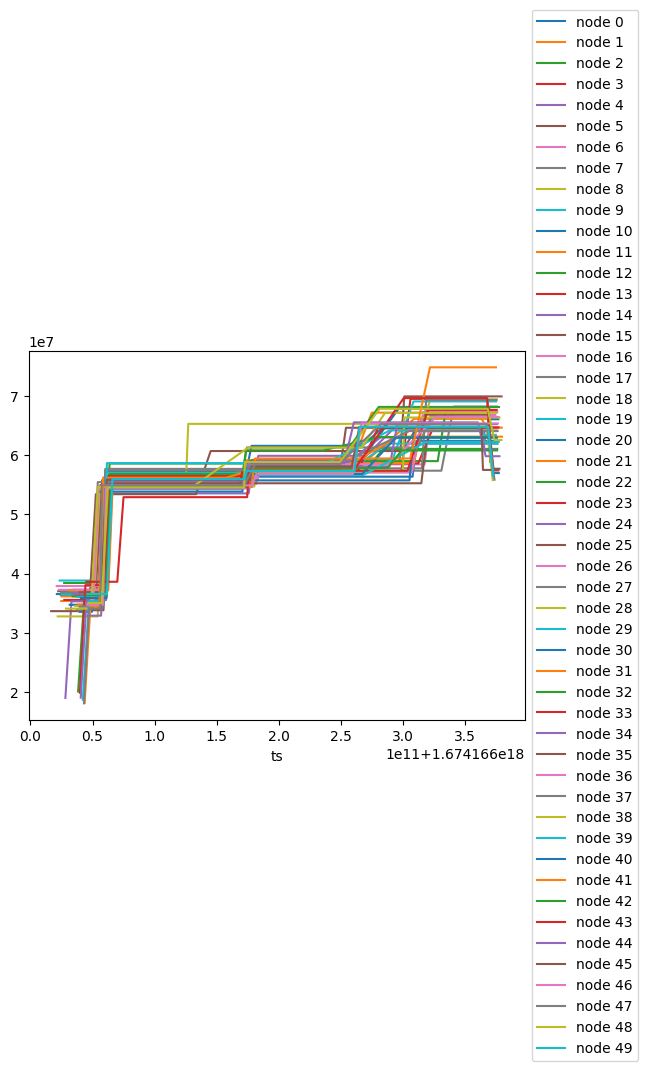 1e7
7
6
5
4
3
2
0.0 0.5 1.0 1.5 2.0 2.5 3.0 3.5
ts
1e11+1.674166e18
node 0
node 1
node 2
node 3
node 4
node 5
node 6
node 7
node 8
node 9
node 10
node 11
node 12
node 13
node 14
node 15
node 16
node 17
node 18
node 19
node 20
node 21
node 22
node 23
node 24
node 25
node 26
node 27
node 28
node 29
node 30
node 31
node 32
node 33
node 34
node 35
node 36
node 37
node 38
node 39
node 40
node 41
node 42
node 43
node 44
node 45
node 46
node 47
node 48
node 49